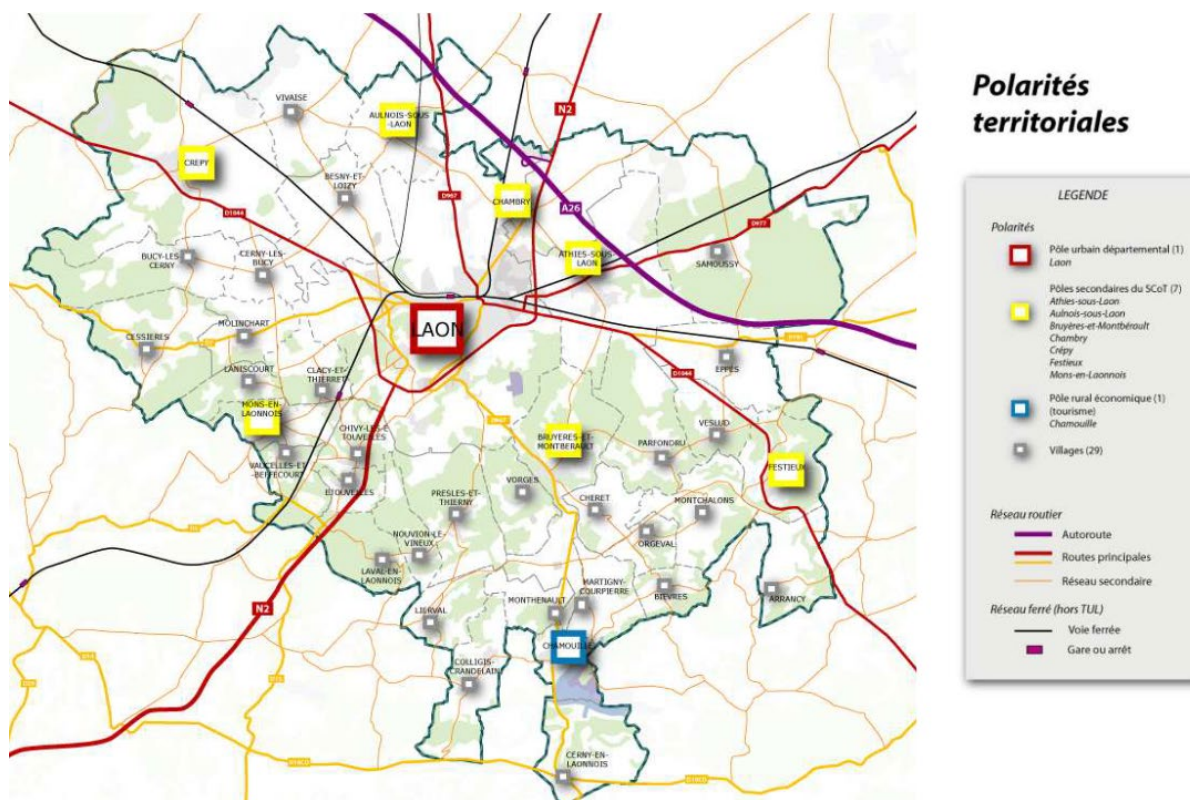 Polarités
territoriales
LEGENDE
Polarités
Pôle urbain départemental (1)
Laon
Pôles secondaires du SCoT (7)
Athies-sous-Laon
Aulnois-sous-Laon
Bruyères-et-Montbérault
Chambry
Crépy
Festieux
Mons-en-Laonnois
Pôle rural économique (1)
(tourisme)
Chamouille
Villages (29)
Réseau routier
Autoroute
Routes principales
Réseau secondaire
Réseau ferré (hors TUL)
Voie ferrée
Gare ou arrêt
VIVAISE
AULNOIS-SOUS
-LAON
N2
CREPY
BESNY-ET-
LOIZY
D967
CHAMBRY
A26
D1044
D977
BUCY-LES-
CERNY
CERNY-LES-
BUCY
ATHIES-SOUS-
LAON
SAMOUSSY
MOLINCHART
LAON
CESSIERES
LANISCOURT
CLACY-ET-
THIERRET
EPPES
D1044
MONS-EN-
LAONNOIS
CHIVY-LES-E
TOUVELLES
BRUYERES-ET-
MONTBERAULT
VESLUD
PARFONDRU
FESTIEUX
VAUCELLES-ET
-BEFFECOURT
ETOUVELLES
PRESLES-ET-
THIERNY
VORGES
CHERET
MONTCHALONS
NOUVION-LE-
VINEUX
ORGEVAL
LAVAL-EN-
LAONNOIS
MARTIGNY-
COURPIERRE
BIEVRES
ARRANCY
N2
LIERVAL
MONTHENAULT
CHAMOUILLE
COLLIGIS-
CRANDELAIN
CERNY-EN-
LAONNOIS